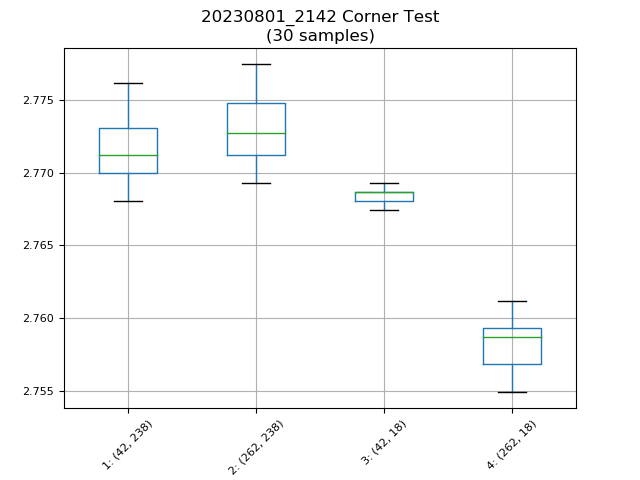 20230801_2142 Corner Test
(30 samples)
2.775
2.770
2.765
2.760
2.755
1: (42, 238)
2: (262, 238)
3: (42, 18)
4: (262, 18)